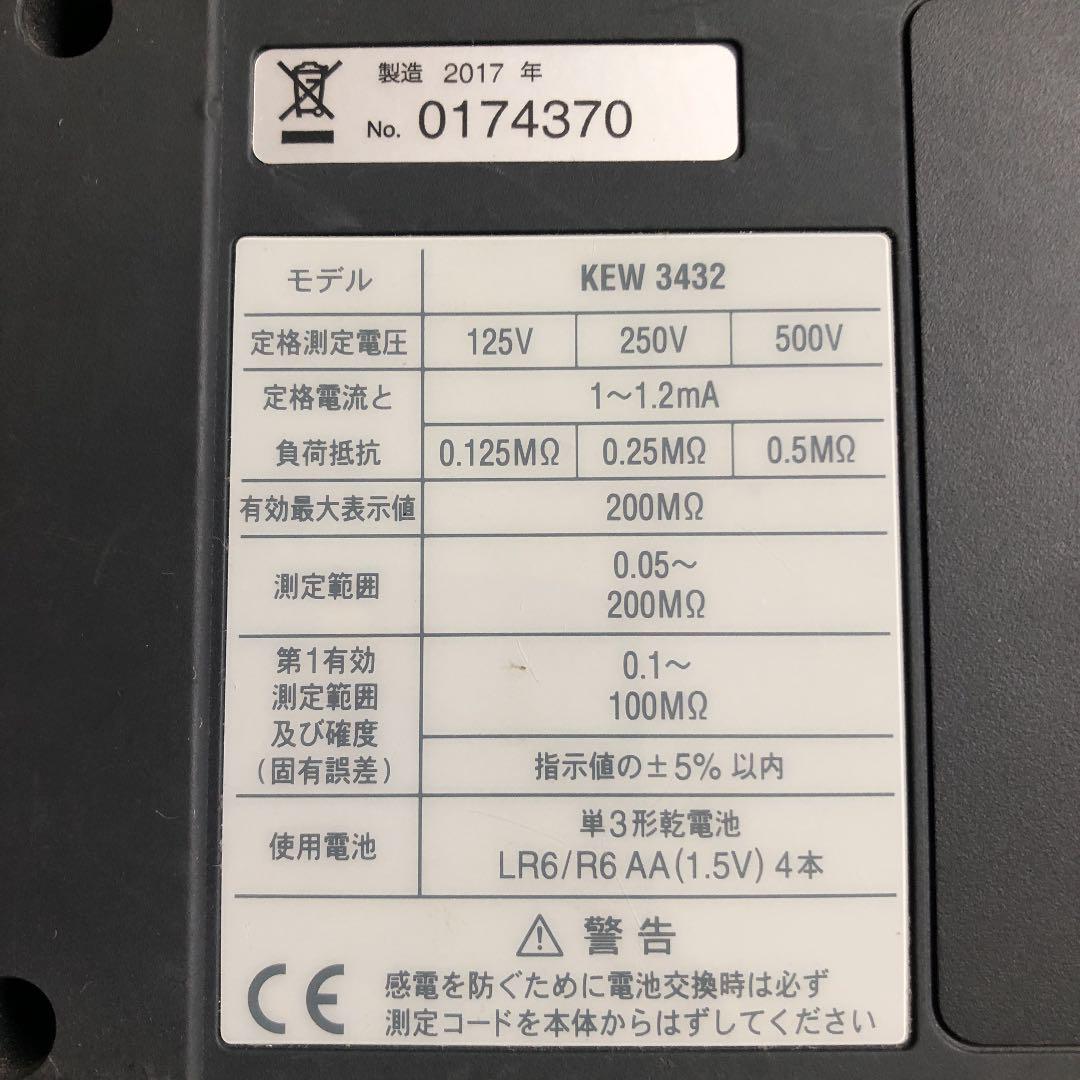 製造 2017 年
No. 0174370
モデル KEW 3432
定格測定電圧 125V 250V 500V
定格電流と 1～1.2mA
負荷抵抗 0.125MΩ 0.25MΩ 0.5MΩ
有効最大表示値 200MΩ
測定範囲 0.05～
200MΩ
第1有効
測定範囲
及び確度
(固有誤差)
0.1～
100MΩ
指示値の±5% 以内
使用電池 単3形乾電池
LR6/R6 AA(1.5V) 4本
警告
CE
感電を防ぐために電池交換時は必ず
測定コードを本体からはずしてください